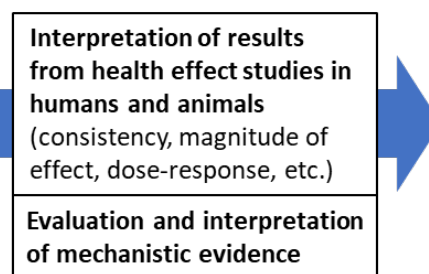 Interpretation of results
from health effect studies in
humans and animals
(consistency, magnitude of
effect, dose-response, etc.)
Evaluation and interpretation
of mechanistic evidence